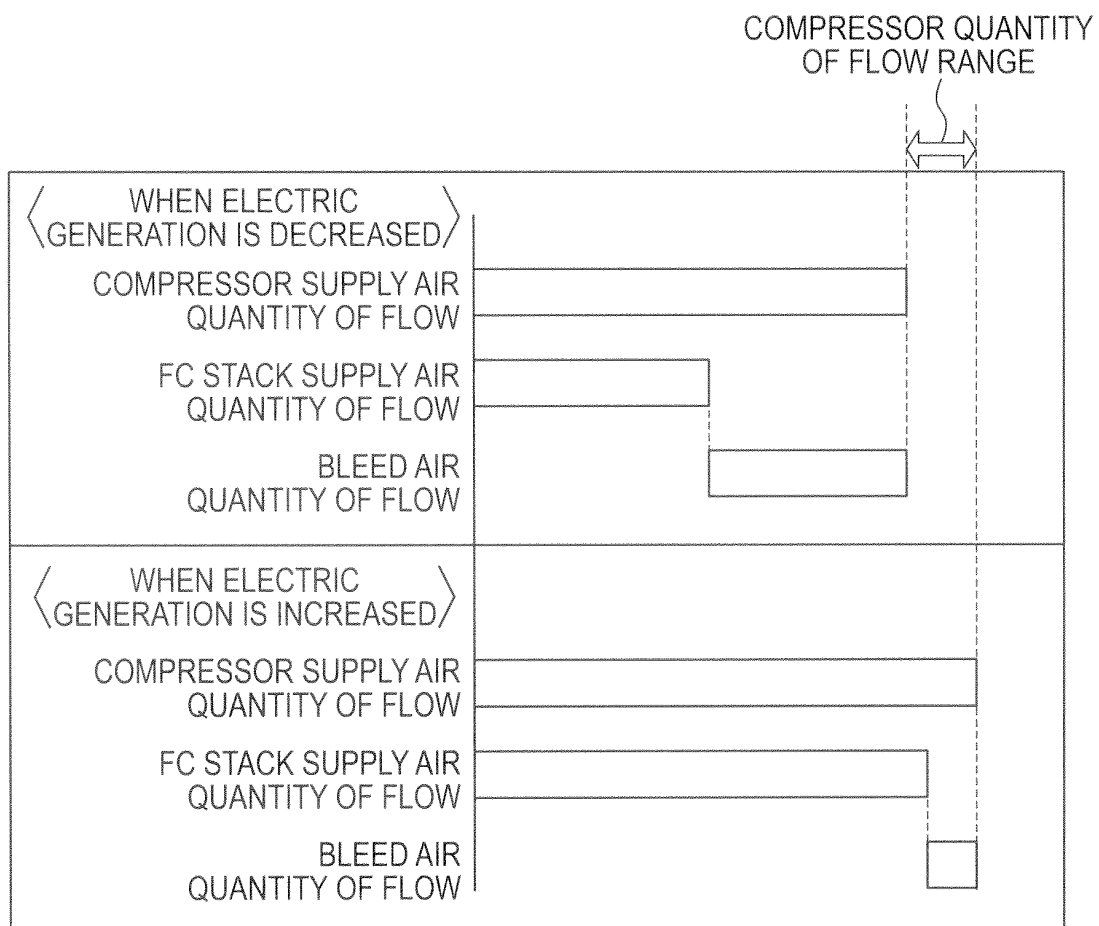 COMPRESSOR QUANTITY
OF FLOW RANGE
WHEN ELECTRIC
GENERATION IS DECREASED
COMPRESSOR SUPPLY AIR
QUANTITY OF FLOW
FC STACK SUPPLY AIR
QUANTITY OF FLOW
BLEED AIR
QUANTITY OF FLOW
WHEN ELECTRIC
GENERATION IS INCREASED
COMPRESSOR SUPPLY AIR
QUANTITY OF FLOW
FC STACK SUPPLY AIR
QUANTITY OF FLOW
BLEED AIR
QUANTITY OF FLOW